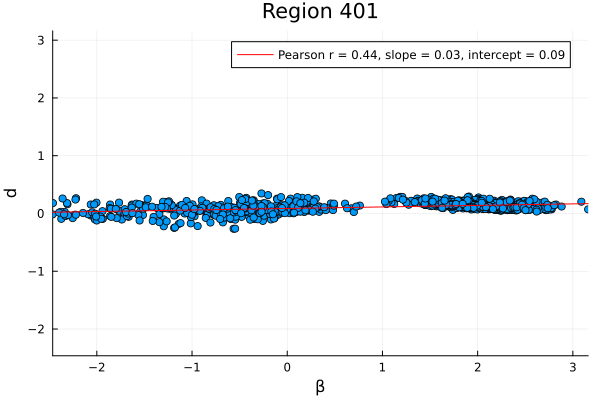 Region 401
Pearson r = 0.44, slope = 0.03, intercept = 0.09
3
2
1
0
−1
−2
d
−2 −1 0 1 2 3
β